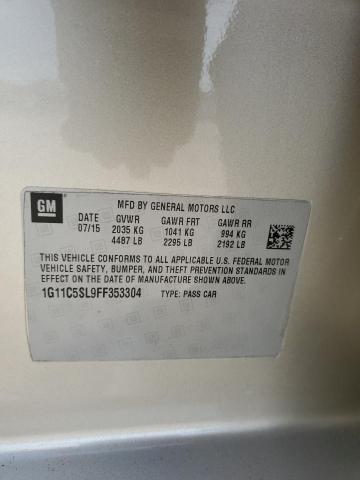 GM
MFD BY GENERAL MOTORS LLC
DATE GVWR GAWR FRT GAWR RR
07/15 2035 KG 1041 KG 994 KG
4487 LB 2295 LB 2192 LB
THIS VEHICLE CONFORMS TO ALL APPLICABLE U.S. FEDERAL MOTOR
VEHICLE SAFETY, BUMPER, AND THEFT PREVENTION STANDARDS IN
EFFECT ON THE DATE OF MANUFACTURE SHOWN ABOVE.
1G11C5SL9FF353304 TYPE: PASS CAR